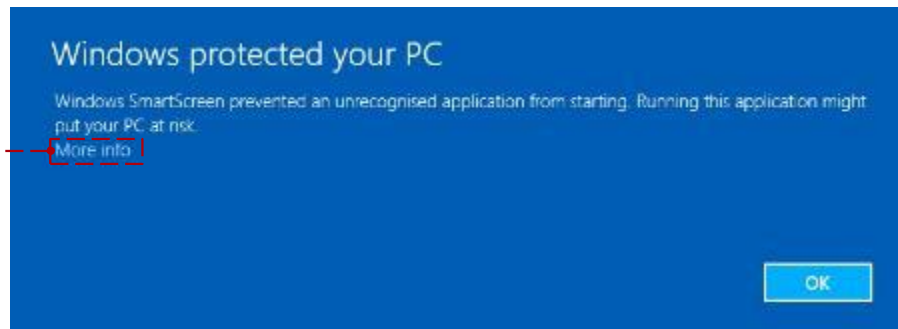 Windows protected your PC
Windows SmartScreen prevented an unrecognised application from starting. Running this application might
put your PC at risk.
More info
OK